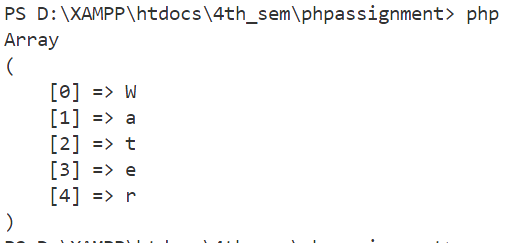 PS D:\XAMPP\htdocs\4th_sem\phpassignment> php
Array
(
    [0] => W
    [1] => a
    [2] => t
    [3] => e
    [4] => r
)